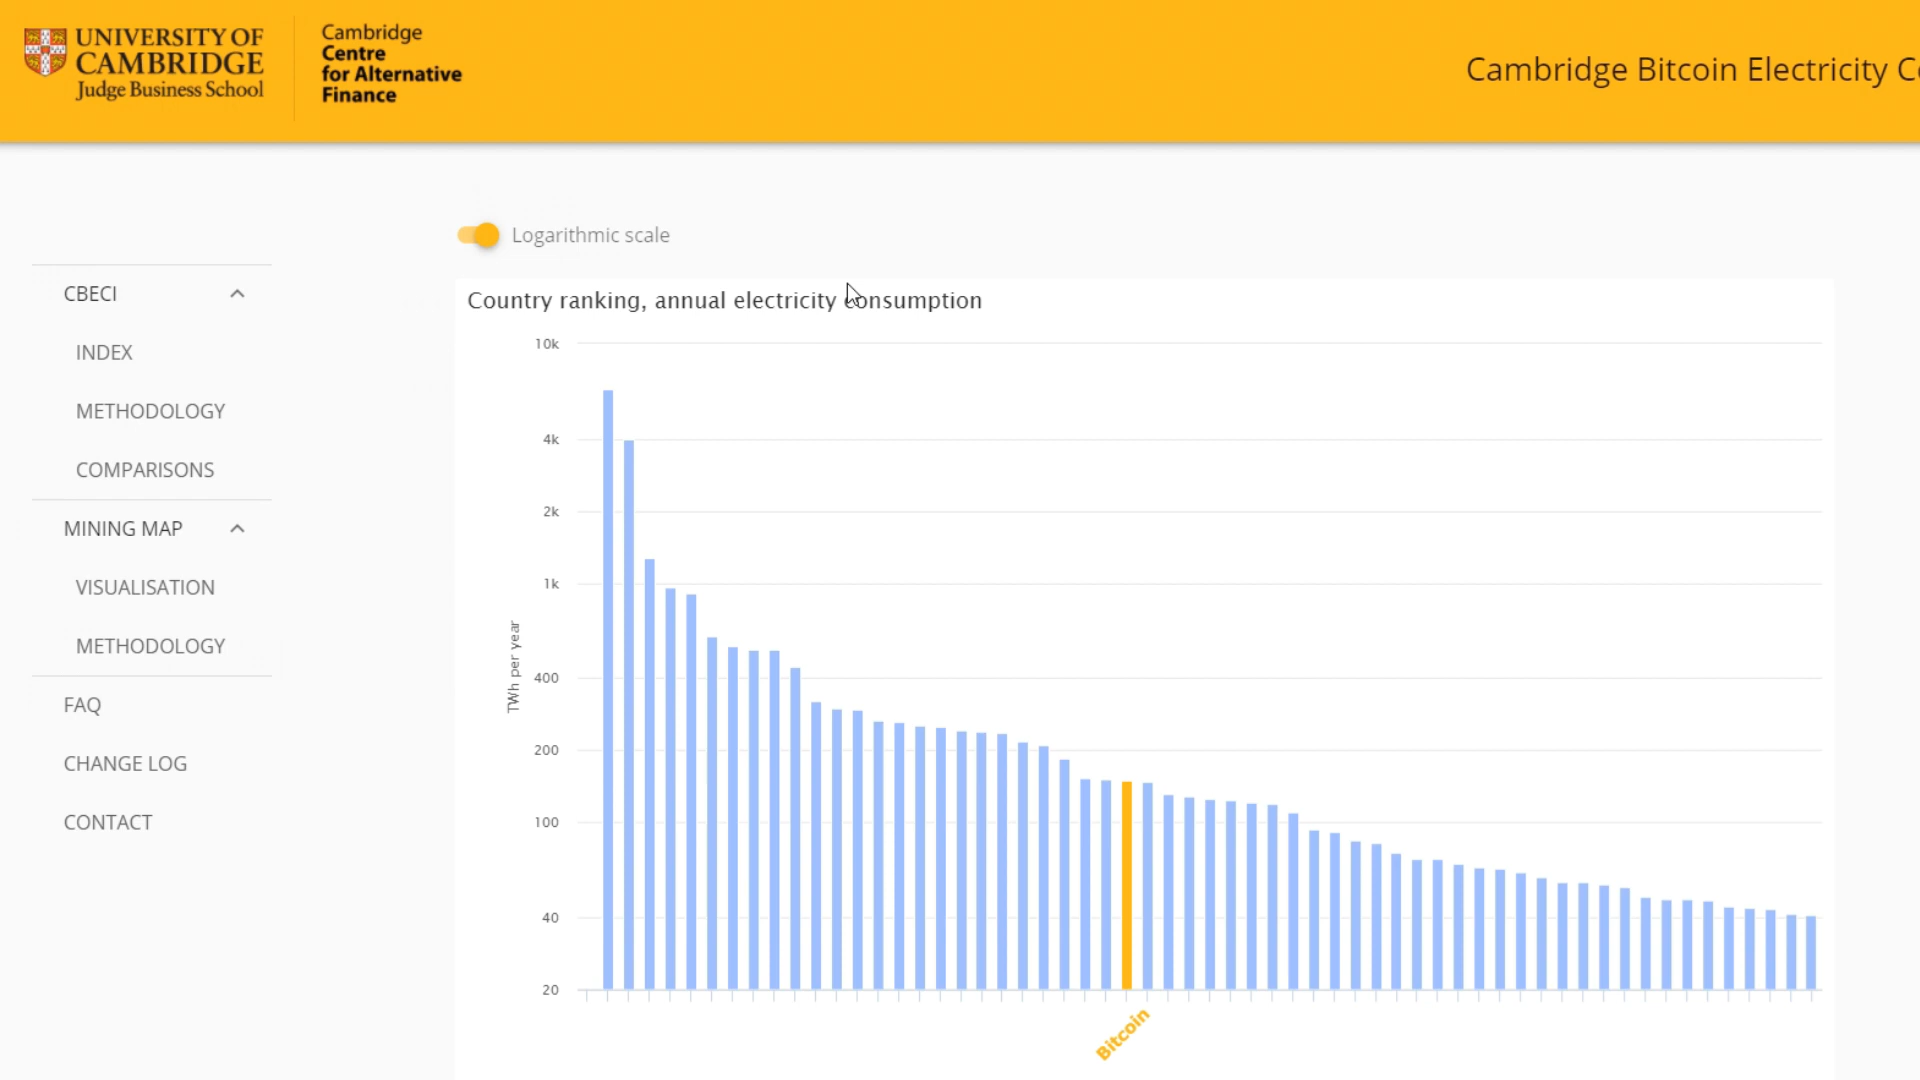 UNIVERSITY OF
CAMBRIDGE
Judge Business School
Cambridge
Centre
for Alternative
Finance
Cambridge Bitcoin Electricity C
Logarithmic scale
CBECI
INDEX
METHODOLOGY
COMPARISONS
MINING MAP
VISUALISATION
METHODOLOGY
FAQ
CHANGE LOG
CONTACT
Country ranking, annual electricity consumption
10k
4k
2k
1k
400
200
100
40
20
TWh per year
Bitcoin